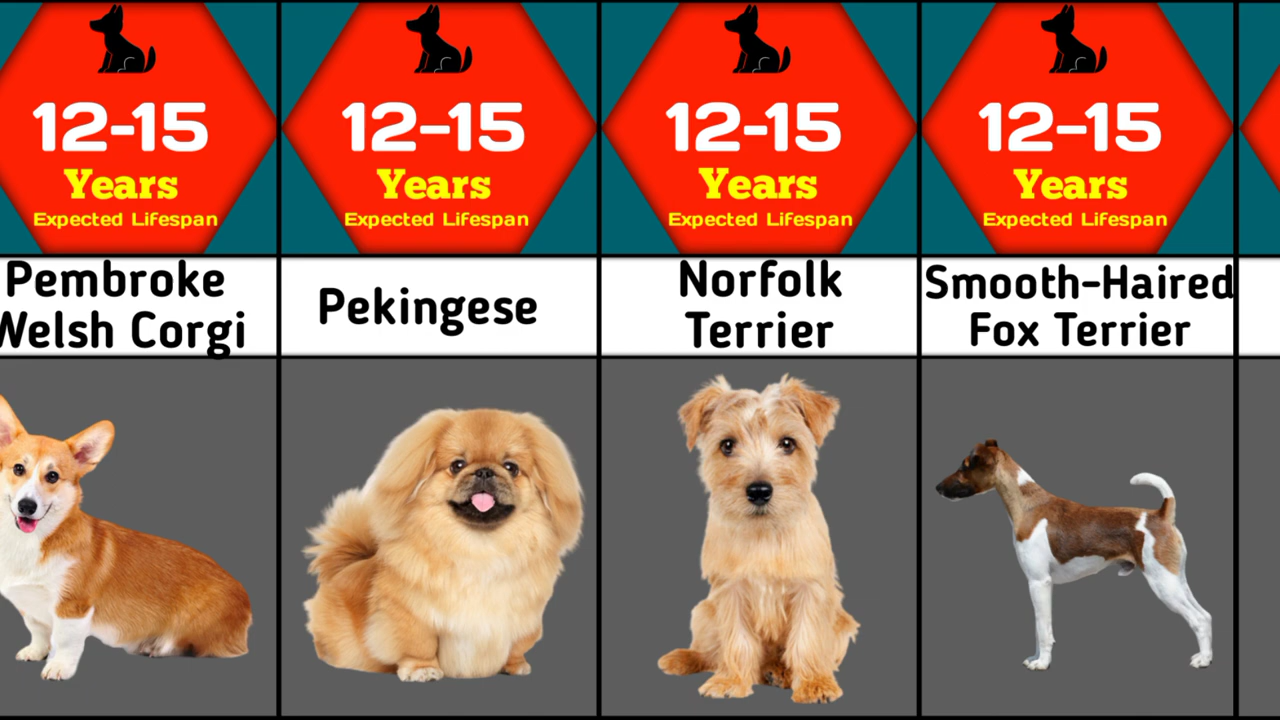 12-15
Years
Expected Lifespan
Pembroke
Welsh Corgi
12-15
Years
Expected Lifespan
Pekingese
12-15
Years
Expected Lifespan
Norfolk
Terrier
12-15
Years
Expected Lifespan
Smooth-Haired
Fox Terrier